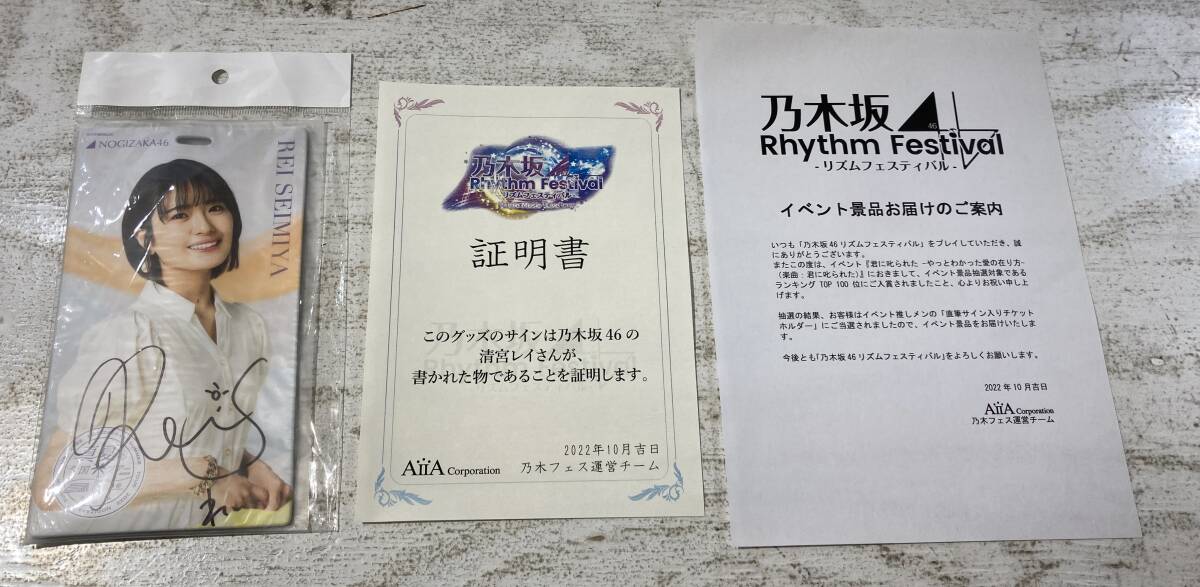 NOGIZAKA46
REI SEIMIYA
Reis
れい
乃木坂46
Rhythm Festival
リズムフェスティバル
証明書
このグッズのサインは乃木坂46の
清宮レイさんが、
書かれた物であることを証明します。
2022年10月吉日
AiiA Corporation
乃木フェス運営チーム
乃木坂46
Rhythm Festival
-リズムフェスティバル-
イベント景品お届けのご案内
いつも「乃木坂46リズムフェスティバル」をプレイしていただき、誠
にありがとうございます。
またこの度は、イベント『君に叱られた ~やっとわかった愛の在り方~
(楽曲:君に叱られた)』におきまして、イベント景品抽選対象である
ランキング TOP 100 位にご入賞されましたこと、心よりお祝い申し上
げます。
抽選の結果、お客様はイベント推しメンの「直筆サイン入りチケット
ホルダー」にご当選されましたので、イベント景品をお届けいたしま
す。
今後とも「乃木坂46リズムフェスティバル」をよろしくお願いします。
2022年10月吉日
AiiA Corporation
乃木フェス運営チーム